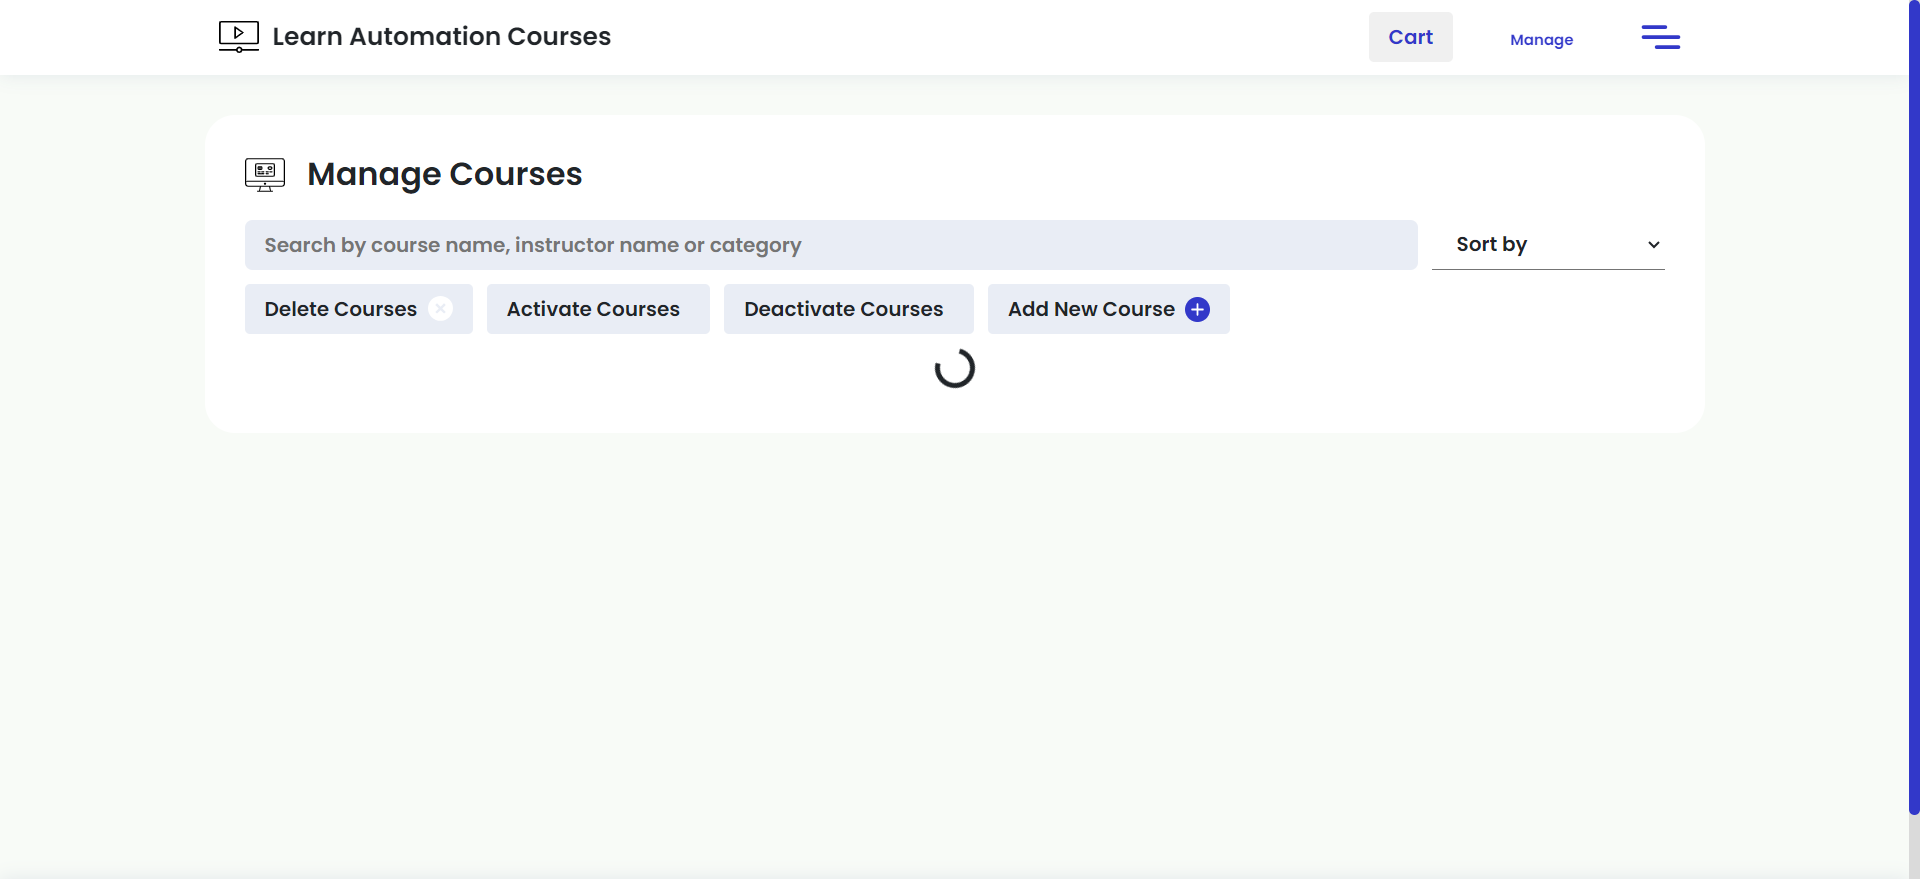 Learn Automation Courses
Cart
Manage
Manage Courses
Search by course name, instructor name or category
Sort by
Delete Courses
Activate Courses
Deactivate Courses
Add New Course